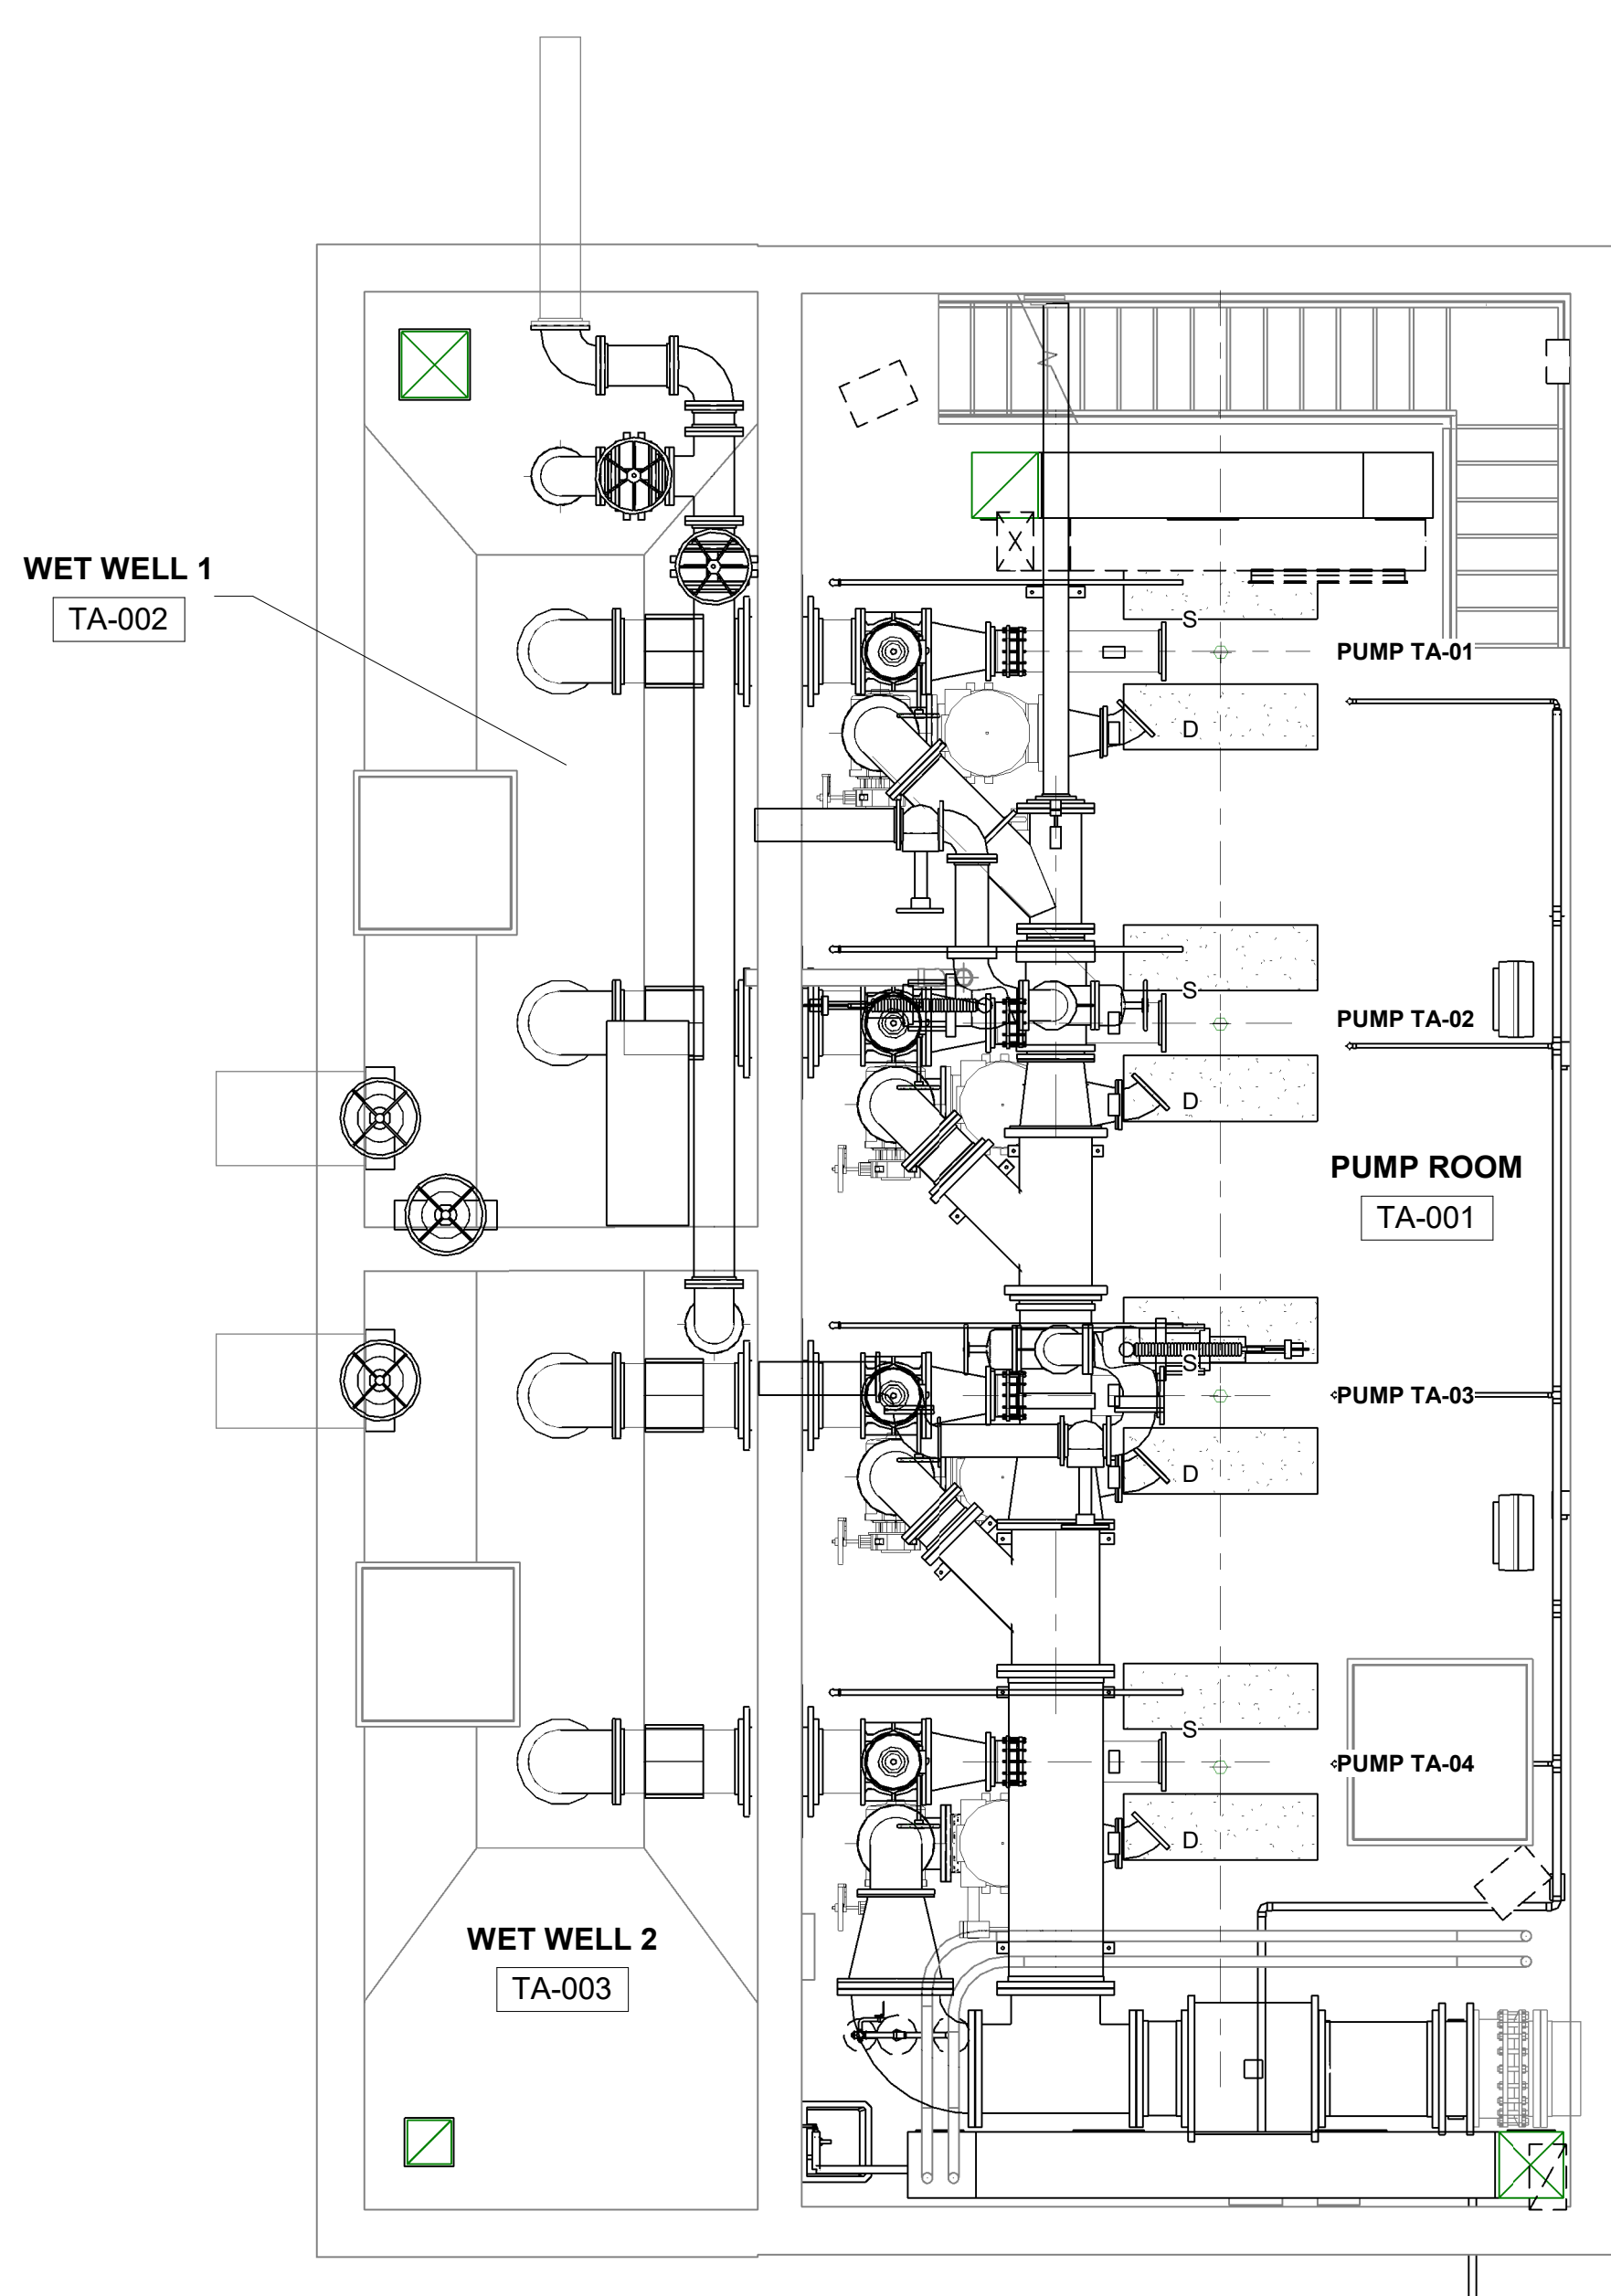 WET WELL 1
TA-002
S
PUMP TA-01
D
S
PUMP TA-02
D
PUMP ROOM
TA-001
S
PUMP TA-03
D
S
PUMP TA-04
D
WET WELL 2
TA-003